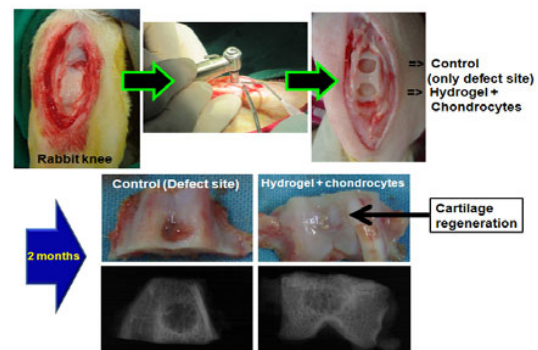 Rabbit knee
=> Control
(only defect site)
=> Hydrogel +
Chondrocytes
2 months
Control (Defect site)
Hydrogel + chondrocytes
Cartilage
regeneration